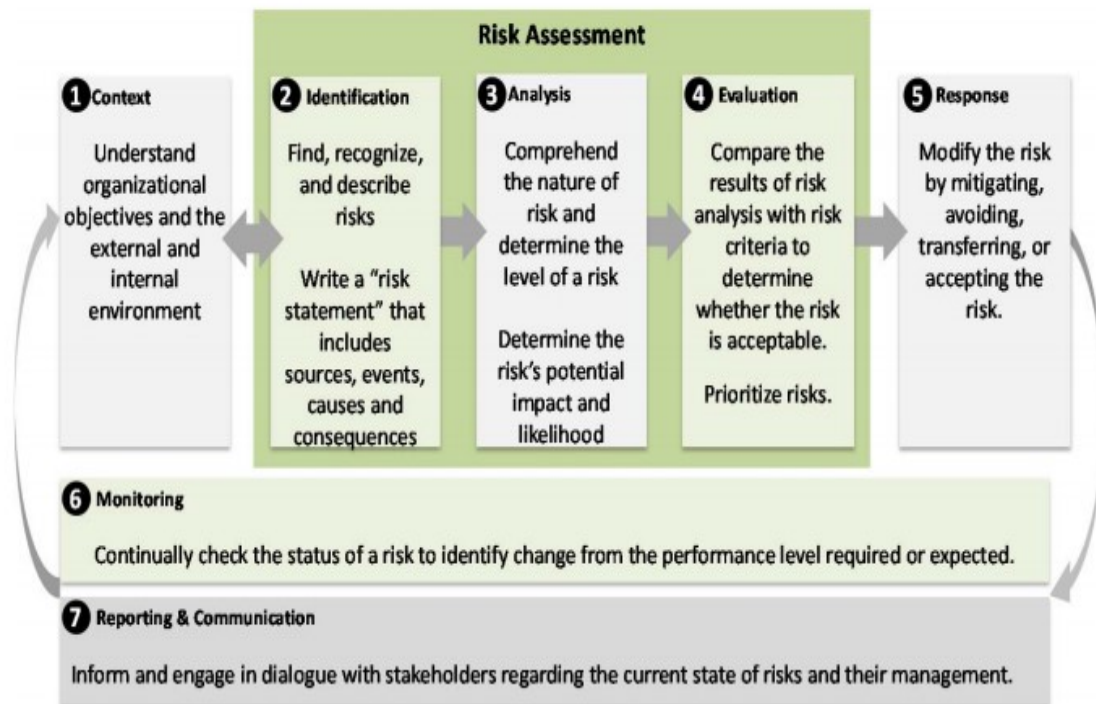 Risk Assessment
1 Context
Understand
organizational
objectives and the
external and
internal
environment
2 Identification
Find, recognize,
and describe
risks
Write a “risk
statement” that
includes
sources, events,
causes and
consequences
3 Analysis
Comprehend
the nature of
risk and
determine the
level of a risk
Determine the
risk’s potential
impact and
likelihood
4 Evaluation
Compare the
results of risk
analysis with risk
criteria to
determine
whether the risk
is acceptable.
Prioritize risks.
5 Response
Modify the risk
by mitigating,
avoiding,
transferring, or
accepting the
risk.
6 Monitoring
Continually check the status of a risk to identify change from the performance level required or expected.
7 Reporting & Communication
Inform and engage in dialogue with stakeholders regarding the current state of risks and their management.